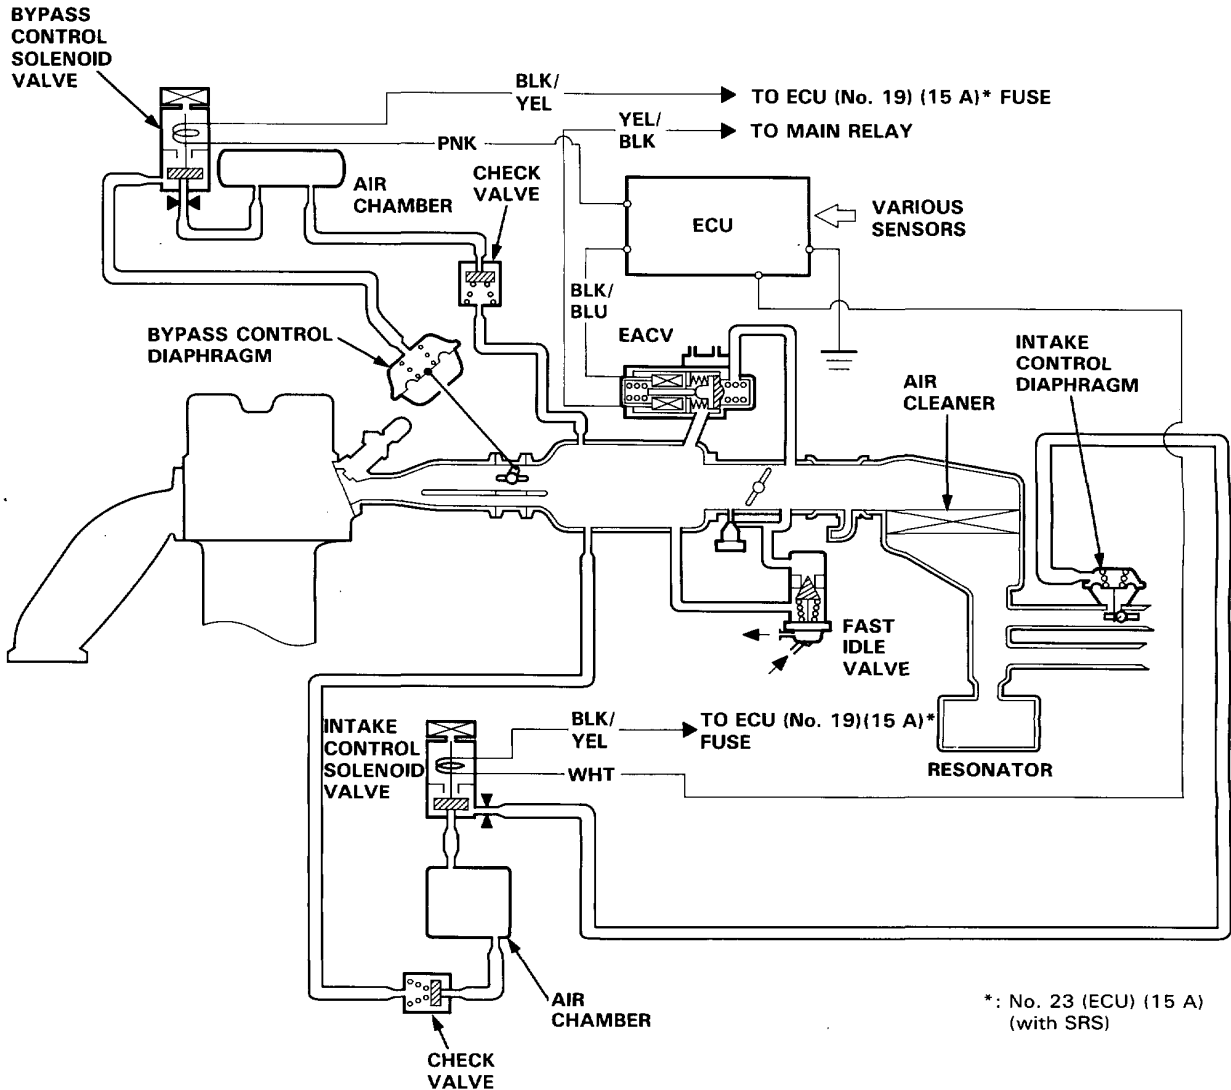 BYPASS
CONTROL
SOLENOID
VALVE
BLK/
YEL
TO ECU (No. 19) (15 A)* FUSE
YEL/
BLK
TO MAIN RELAY
PNK
CHECK
VALVE
AIR
CHAMBER
ECU
VARIOUS
SENSORS
BLK/
BLU
EACV
BYPASS CONTROL
DIAPHRAGM
INTAKE
CONTROL
DIAPHRAGM
AIR
CLEANER
FAST
IDLE
VALVE
INTAKE
CONTROL
SOLENOID
VALVE
BLK/
YEL
TO ECU (No. 19)(15 A)*
FUSE
WHT
RESONATOR
AIR
CHAMBER
CHECK
VALVE
*: No. 23 (ECU) (15 A)
(with SRS)